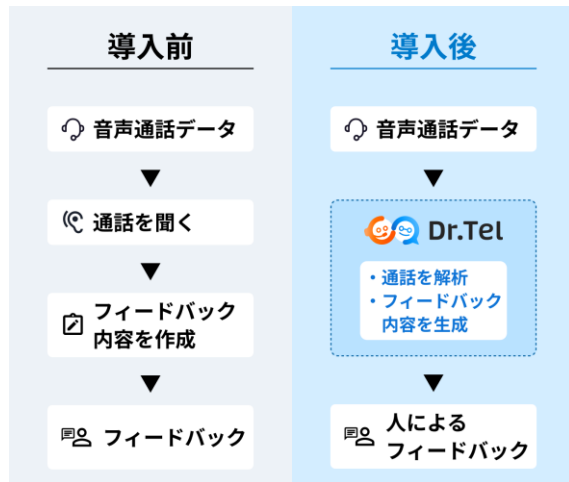 導入前
音声通話データ
通話を聞く
フィードバック
内容を作成
フィードバック
導入後
音声通話データ
Dr.Tel
・通話を解析
・フィードバック
内容を生成
人による
フィードバック